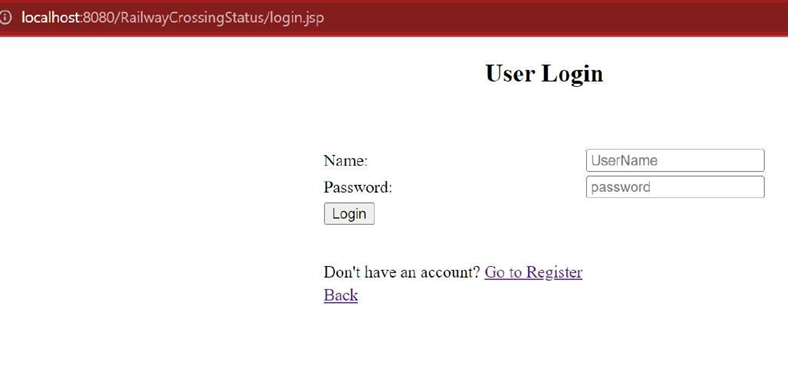 localhost:8080/RailwayCrossingStatus/login.jsp
User Login
Name: UserName
Password: password
Login
Don't have an account? Go to Register
Back